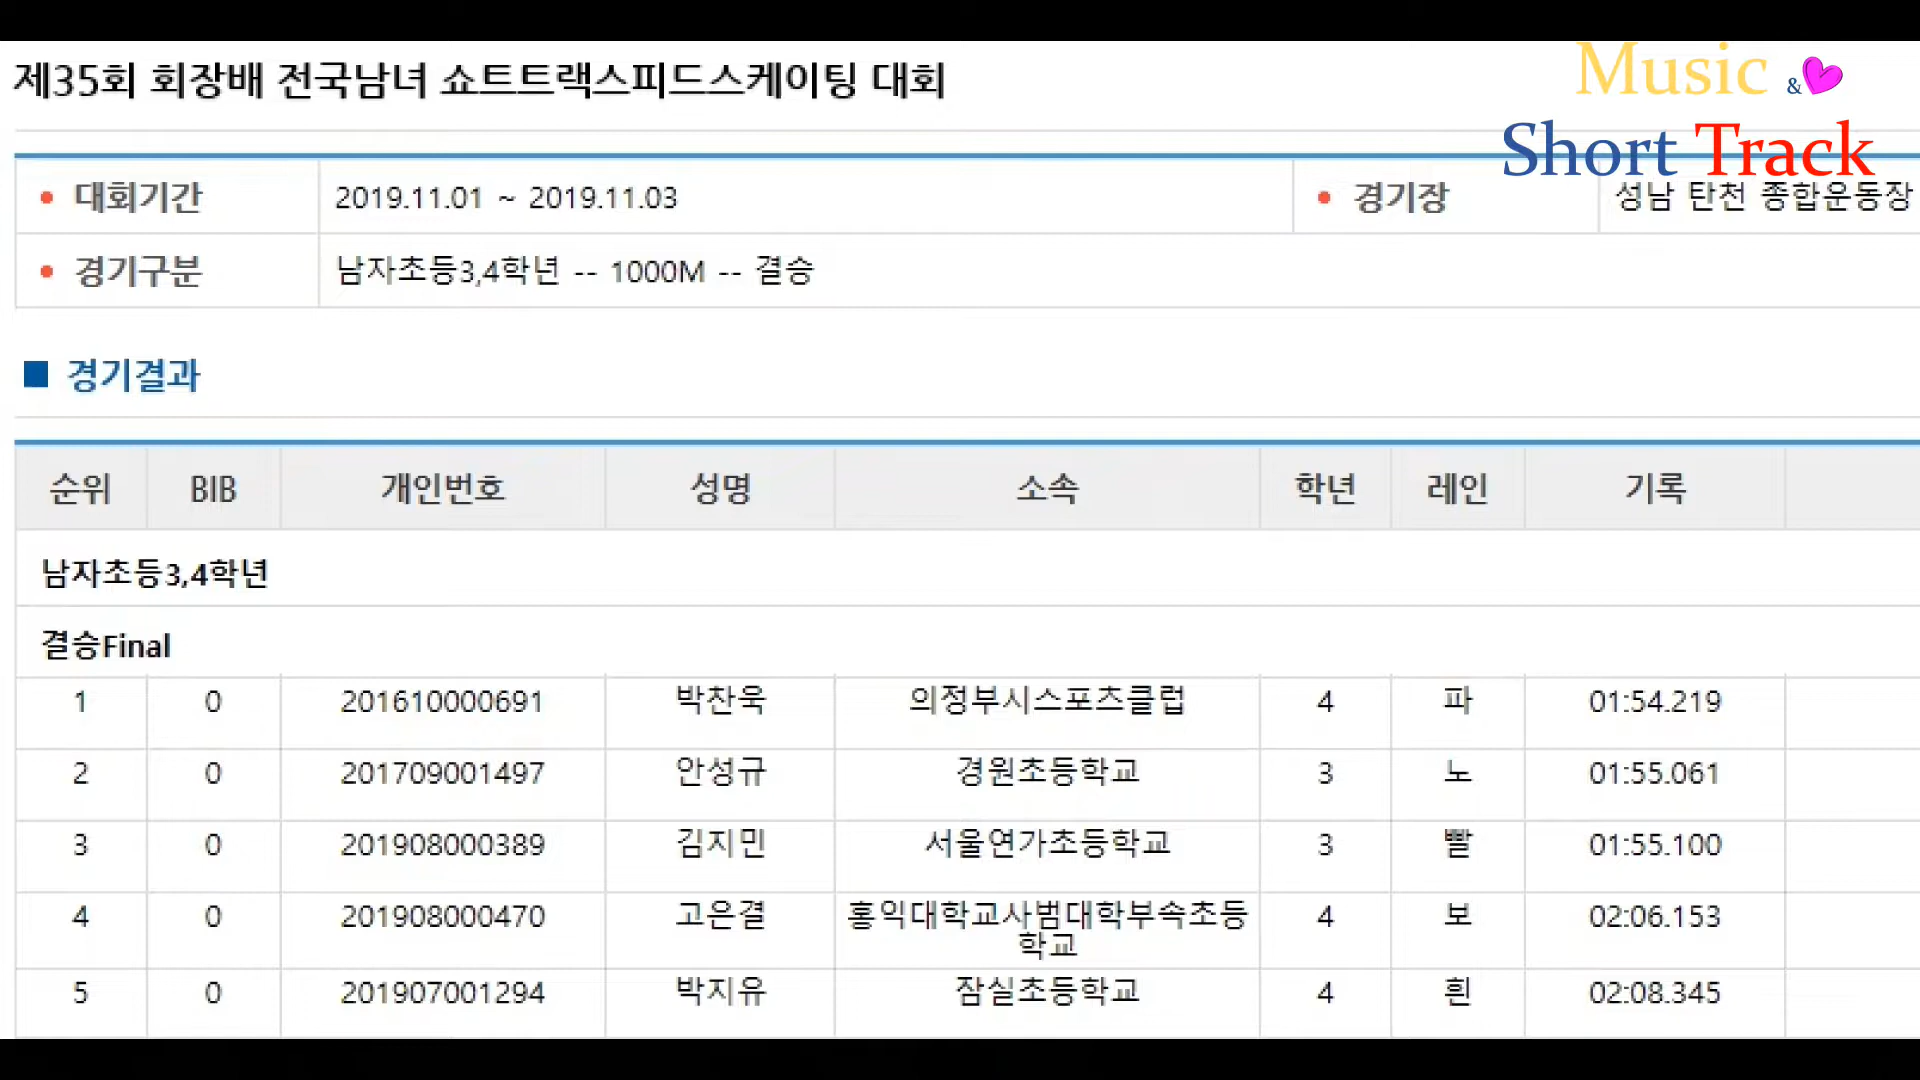 제35회 회장배 전국남녀 쇼트트랙스피드스케이팅 대회
Music &
Short Track
대회기간 2019.11.01 ~ 2019.11.03 경기장 성남 탄천 종합운동장
경기구분 남자초등3,4학년 -- 1000M -- 결승
경기결과
순위 BIB 개인번호 성명 소속 학년 레인 기록
남자초등3,4학년
결승Final
1 0 201610000691 박찬욱 의정부시스포츠클럽 4 파 01:54.219
2 0 201709001497 안성규 경원초등학교 3 노 01:55.061
3 0 201908000389 김지민 서울연가초등학교 3 빨 01:55.100
4 0 201908000470 고은결 홍익대학교사범대학부속초등 4 보 02:06.153
학교
5 0 201907001294 박지유 잠실초등학교 4 흰 02:08.345